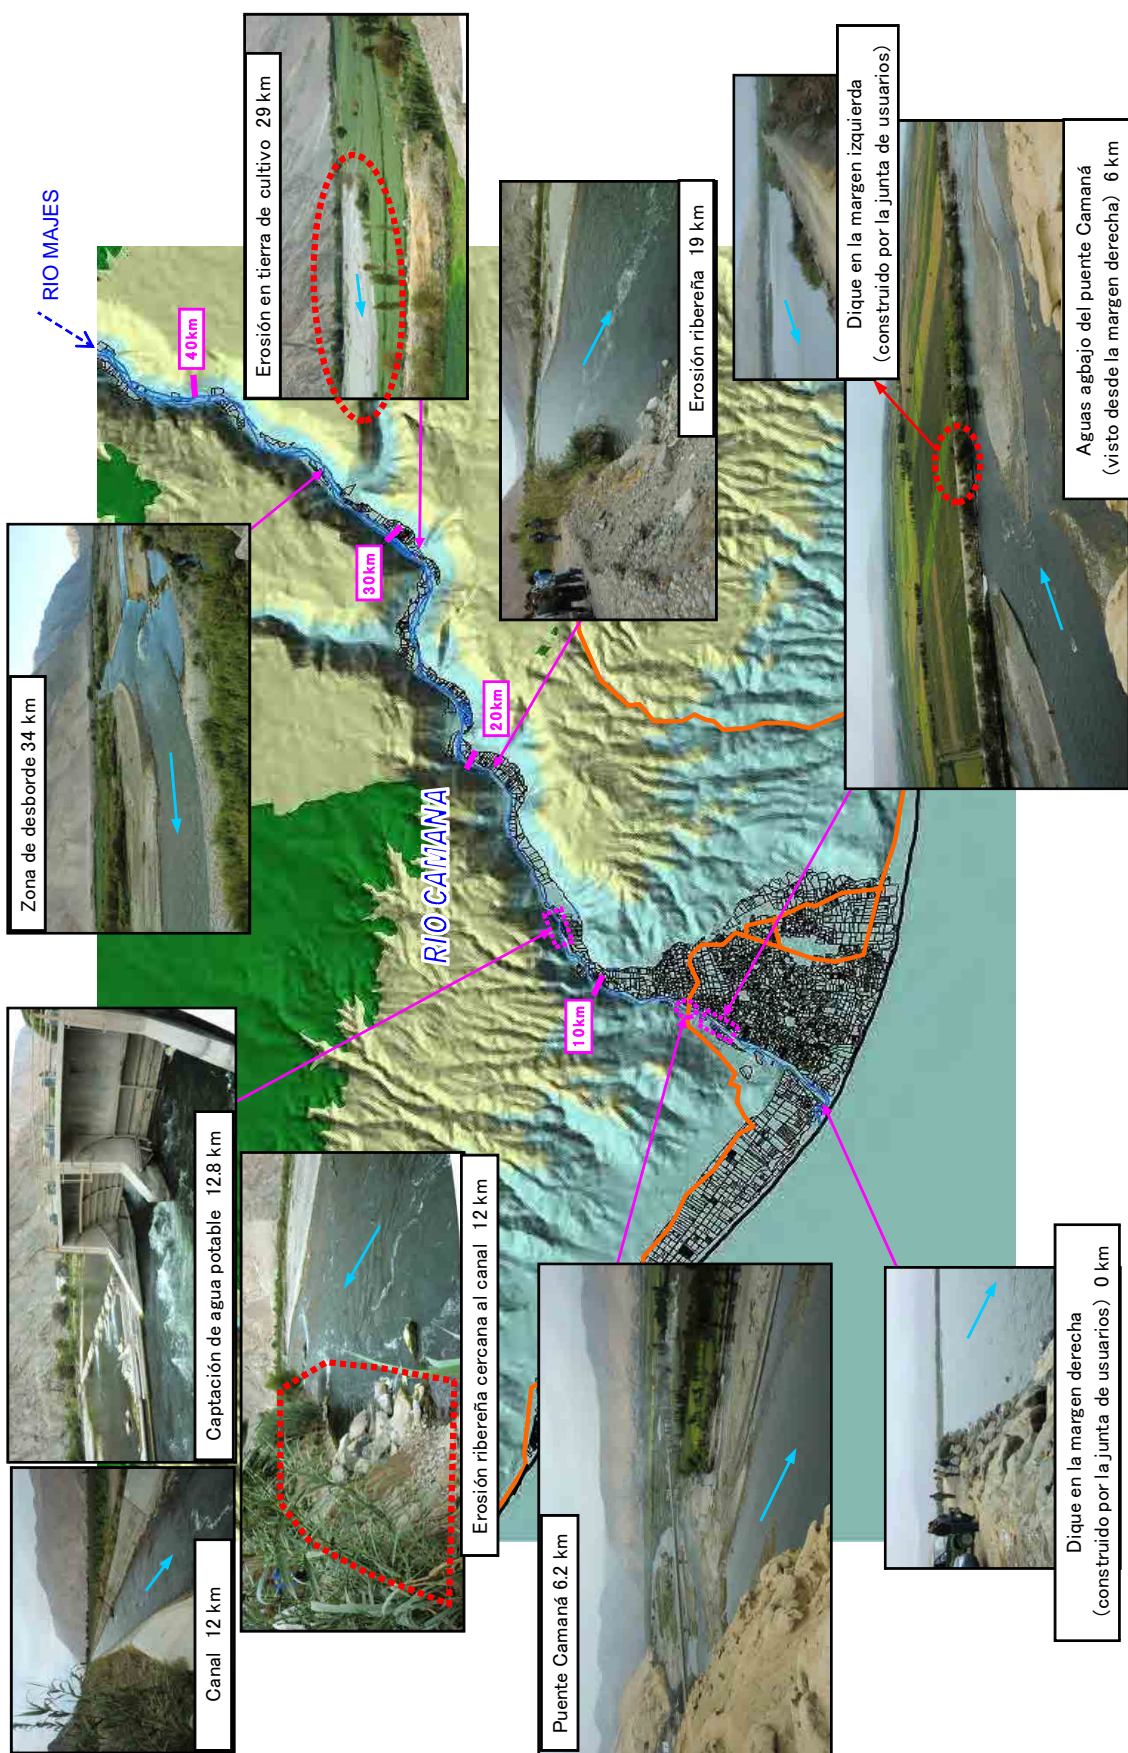 Canal 12 km
Captación de agua potable 12.8 km
Zona de desborde 34 km
RIO MAJES
40km
Erosión en tierra de cultivo 29 km
30km
20km
RIO CAMANA
10km
Erosión ribereña cercana al canal 12 km
Erosión ribereña 19 km
Puente Camaná 6.2 km
Dique en la margen izquierda
(construido por la junta de usuarios)
Dique en la margen derecha
(construido por la junta de usuarios) 0 km
Aguas agbajo del puente Camaná
(visto desde la margen derecha) 6 km